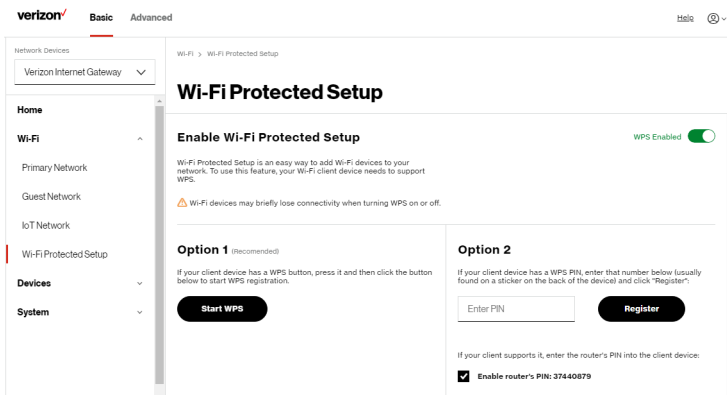 verizon✓ Basic Advanced Help
Network Devices
Verizon Internet Gateway
Home
Wi-Fi
Primary Network
Guest Network
IoT Network
Wi-Fi Protected Setup
Devices
System
Wi-Fi > Wi-Fi Protected Setup
Wi-Fi Protected Setup
Enable Wi-Fi Protected Setup
WPS Enabled
Wi-Fi Protected Setup is an easy way to add Wi-Fi devices to your
network. To use this feature, your Wi-Fi client device needs to support
WPS.
Wi-Fi devices may briefly lose connectivity when turning WPS on or off.
Option 1 (Recomended)
If your client device has a WPS button, press it and then click the button
below to start WPS registration.
Start WPS
Option 2
If your client device has a WPS PIN, enter that number below (usually
found on a sticker on the back of the device) and click "Register":
Enter PIN
Register
If your client supports it, enter the router's PIN into the client device:
Enable router's PIN: 37440879